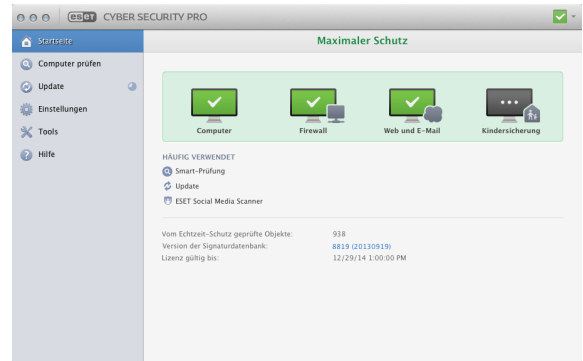 eset CYBER SECURITY PRO
Startseite
Computer prüfen
Update
Einstellungen
Tools
Hilfe
Maximaler Schutz
Computer
Firewall
Web und E-Mail
Kindersicherung
HÄUFIG VERWENDET
Smart-Prüfung
Update
ESET Social Media Scanner
Vom Echtzeit-Schutz geprüfte Objekte: 938
Version der Signaturdatenbank: 8819 (20130919)
Lizenz gültig bis: 12/29/14 1:00:00 PM